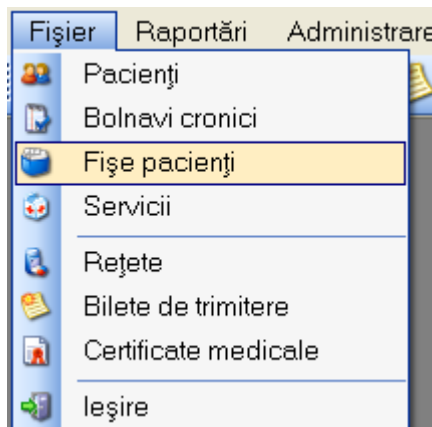 Fişier Raportări Administrare
Pacienţi
Bolnavi cronici
Fişe pacienţi
Servicii
Reţete
Bilete de trimitere
Certificate medicale
Ieşire